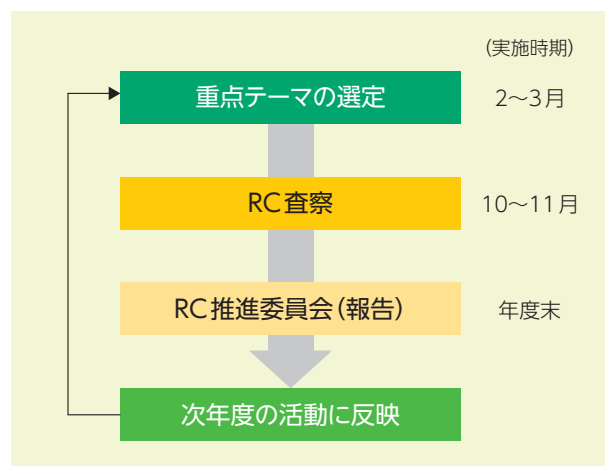 (実施時期)
重点テーマの選定 2〜3月
RC査察 10〜11月
RC推進委員会(報告) 年度末
次年度の活動に反映